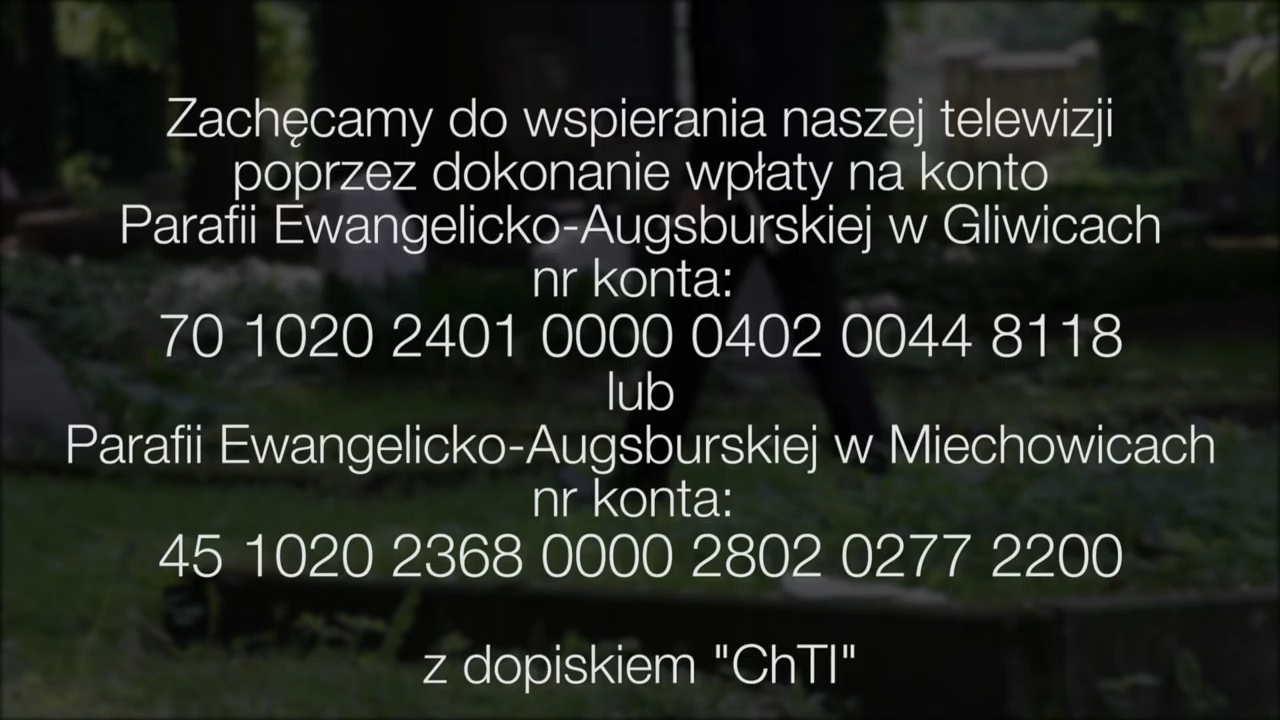 Zachęcamy do wspierania naszej telewizji
poprzez dokonanie wpłaty na konto
Parafii Ewangelicko-Augsburskiej w Gliwicach
nr konta:
70 1020 2401 0000 0402 0044 8118
lub
Parafii Ewangelicko-Augsburskiej w Miechowicach
nr konta:
45 1020 2368 0000 2802 0277 2200
z dopiskiem "ChTI"